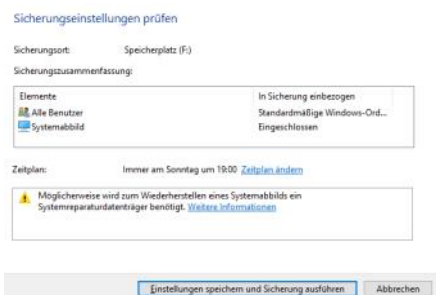 Sicherungseinstellungen prüfen
Sicherungsort: Speicherplatz (F:)
Sicherungszusammenfassung:
Elemente In Sicherung einbezogen
Alle Benutzer Standardmäßige Windows-Ord...
Systemabbild Eingeschlossen
Zeitplan: Immer am Sonntag um 19:00 Zeitplan ändern
Möglicherweise wird zum Wiederherstellen eines Systemabbilds ein
Systemreparaturdatenträger benötigt. Weitere Informationen
Einstellungen speichern und Sicherung ausführen Abbrechen